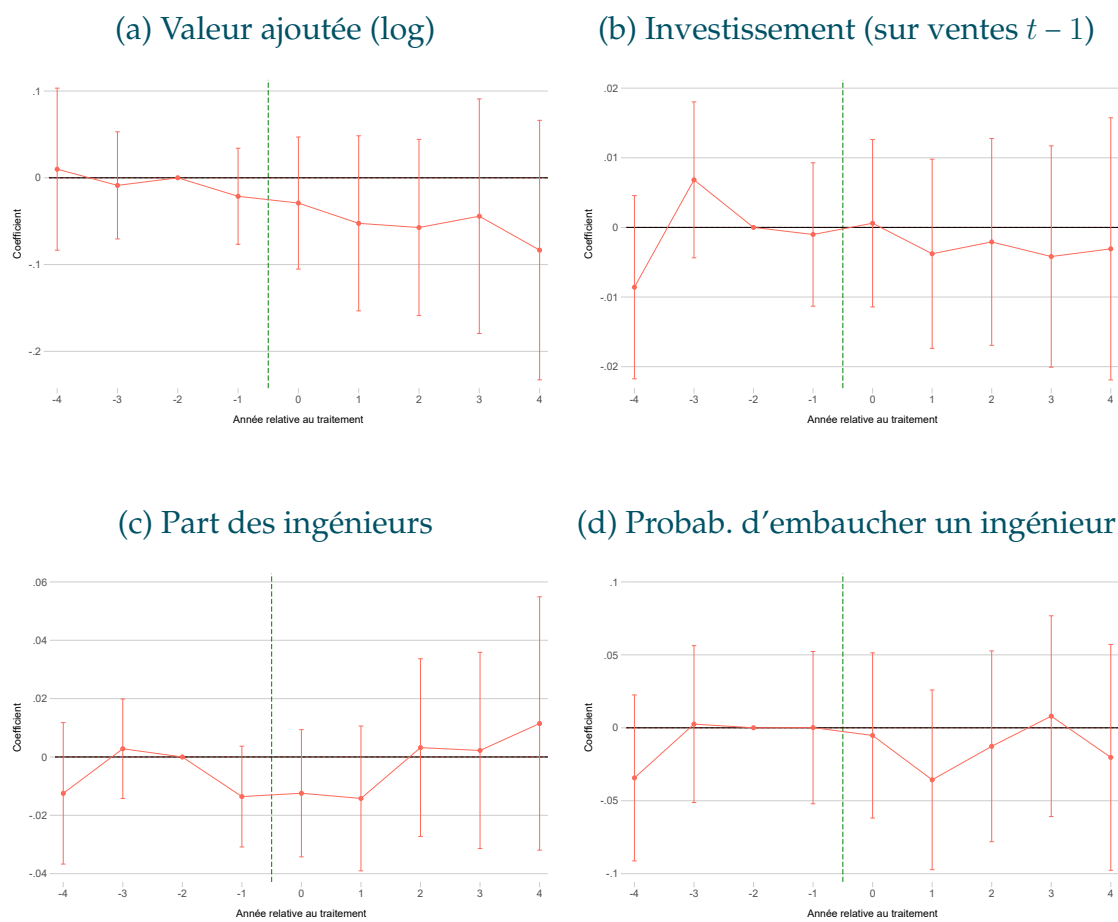 (a) Valeur ajoutée (log)
(b) Investissement (sur ventes t – 1)
.1
0
-.1
-.2
Coefficient
-4 -3 -2 -1 0 1 2 3 4
Année relative au traitement
.02
.01
0
-.01
-.02
Coefficient
-4 -3 -2 -1 0 1 2 3 4
Année relative au traitement
(c) Part des ingénieurs
(d) Probab. d'embaucher un ingénieur
.06
.04
.02
0
-.02
-.04
Coefficient
-4 -3 -2 -1 0 1 2 3 4
Année relative au traitement
.1
.05
0
-.05
-.1
Coefficient
-4 -3 -2 -1 0 1 2 3 4
Année relative au traitement